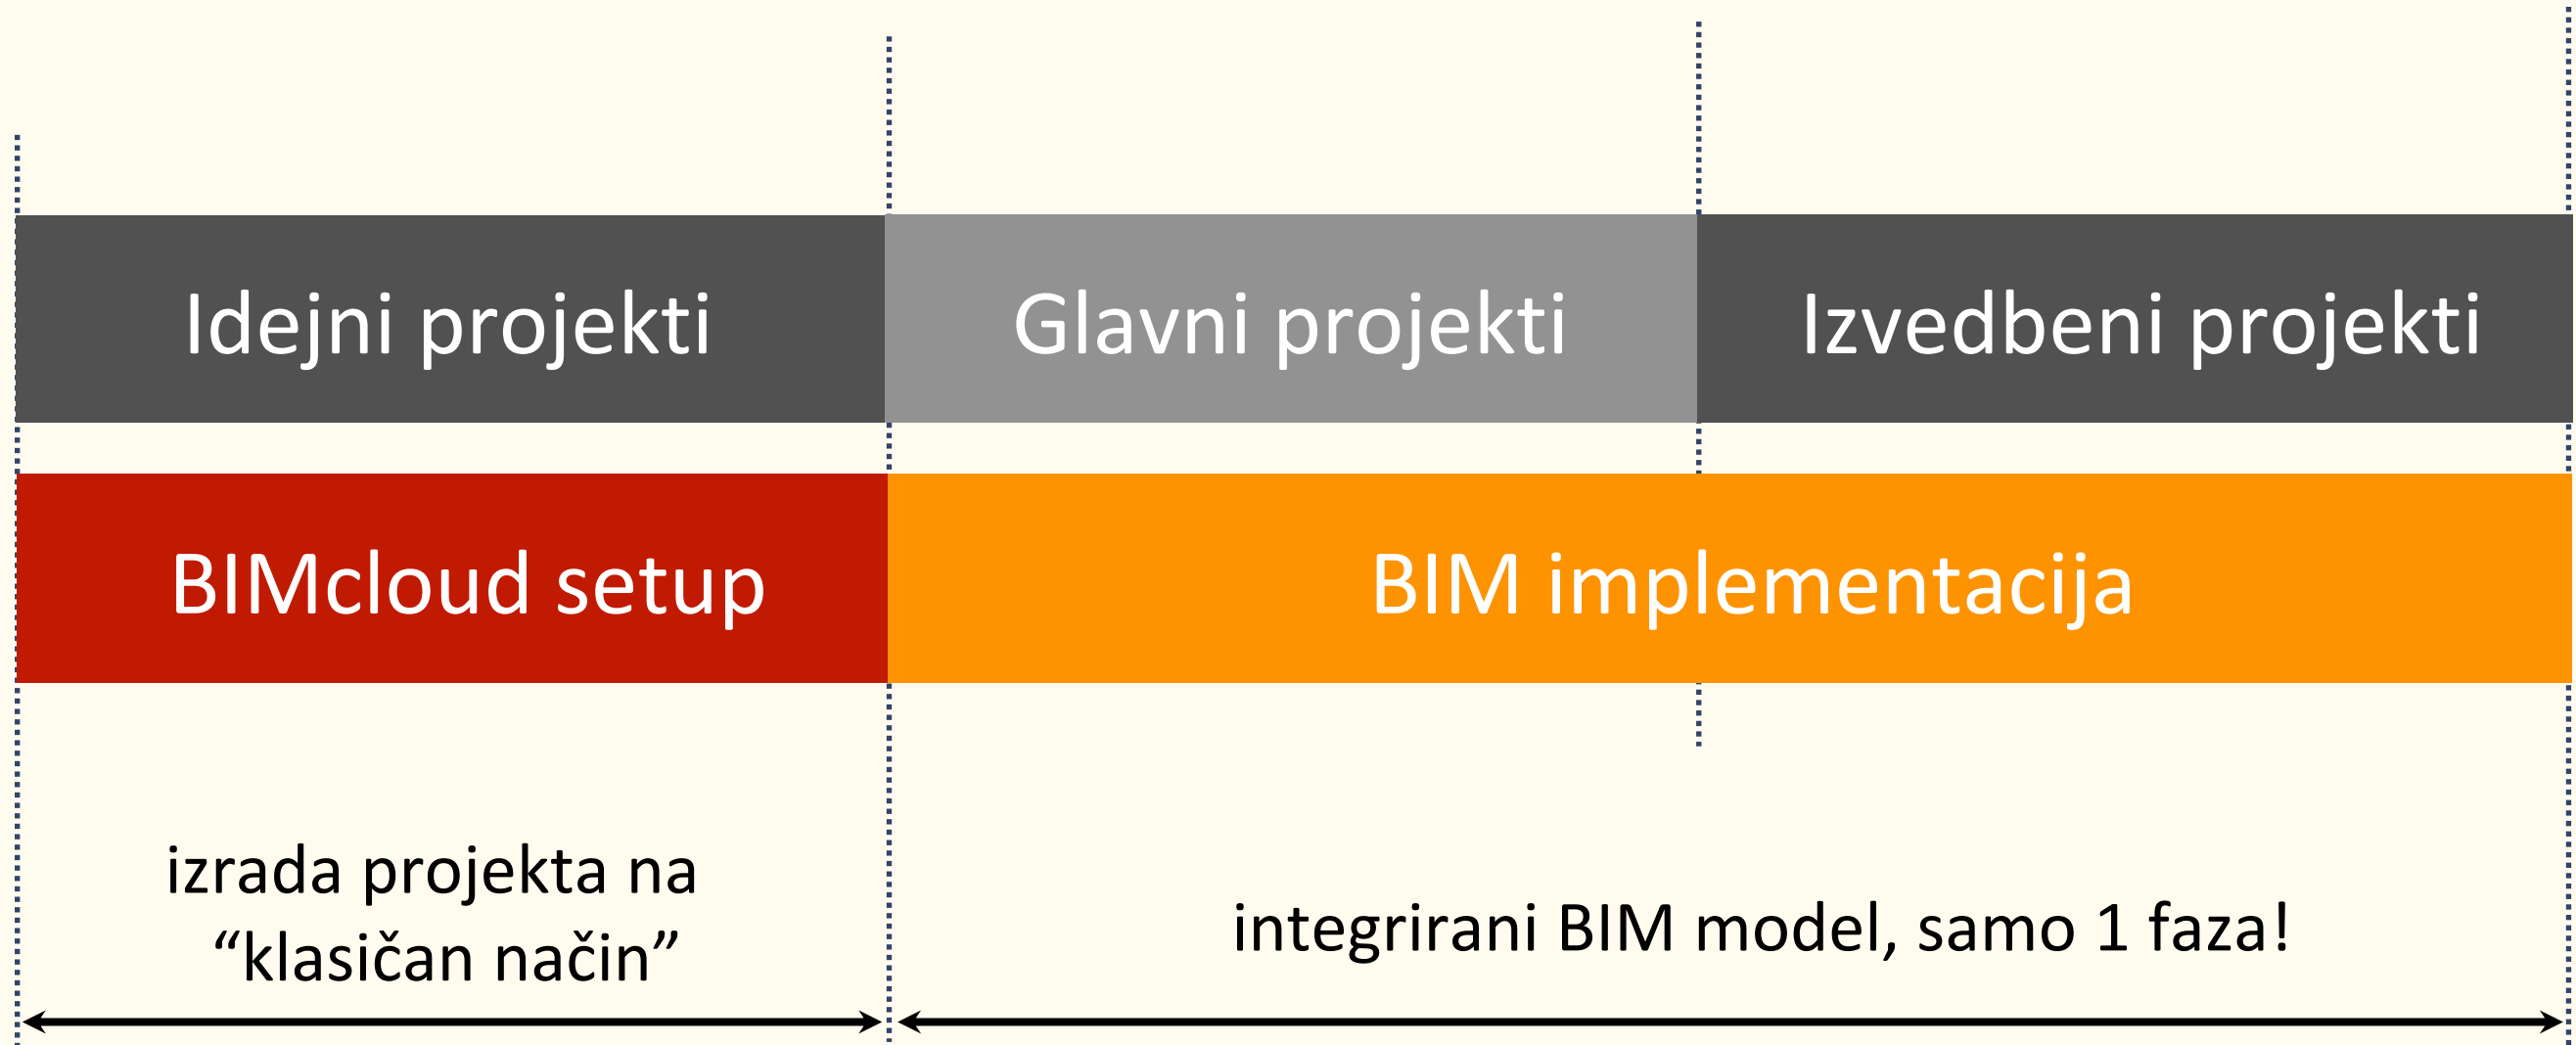 Idejni projekti
Glavni projekti
Izvedbeni projekti
BIMcloud setup
BIM implementacija
izrada projekta na
“klasičan način”
integrirani BIM model, samo 1 faza!